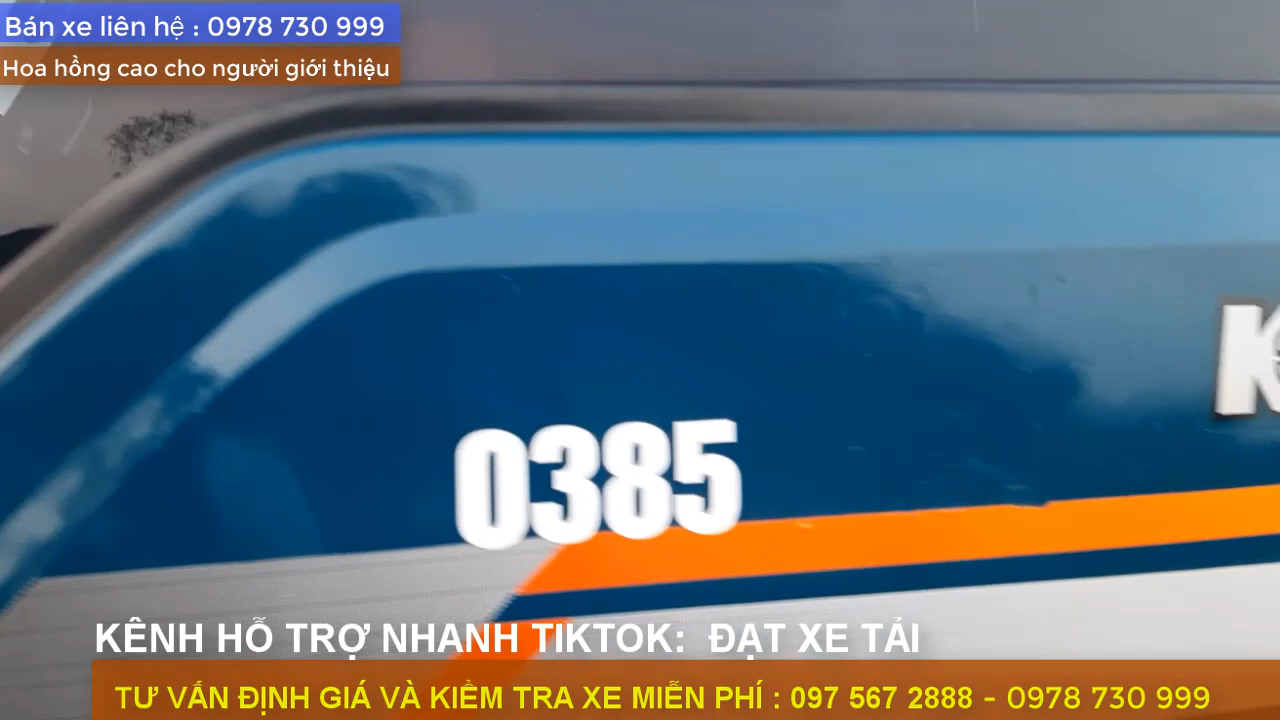 Bán xe liên hệ : 0978 730 999
Hoa hồng cao cho người giới thiệu
K
0385
KÊNH HỖ TRỢ NHANH TIKTOK: ĐẠT XE TẢI
TƯ VẤN ĐỊNH GIÁ VÀ KIỂM TRA XE MIỄN PHÍ : 097 567 2888 - 0978 730 999